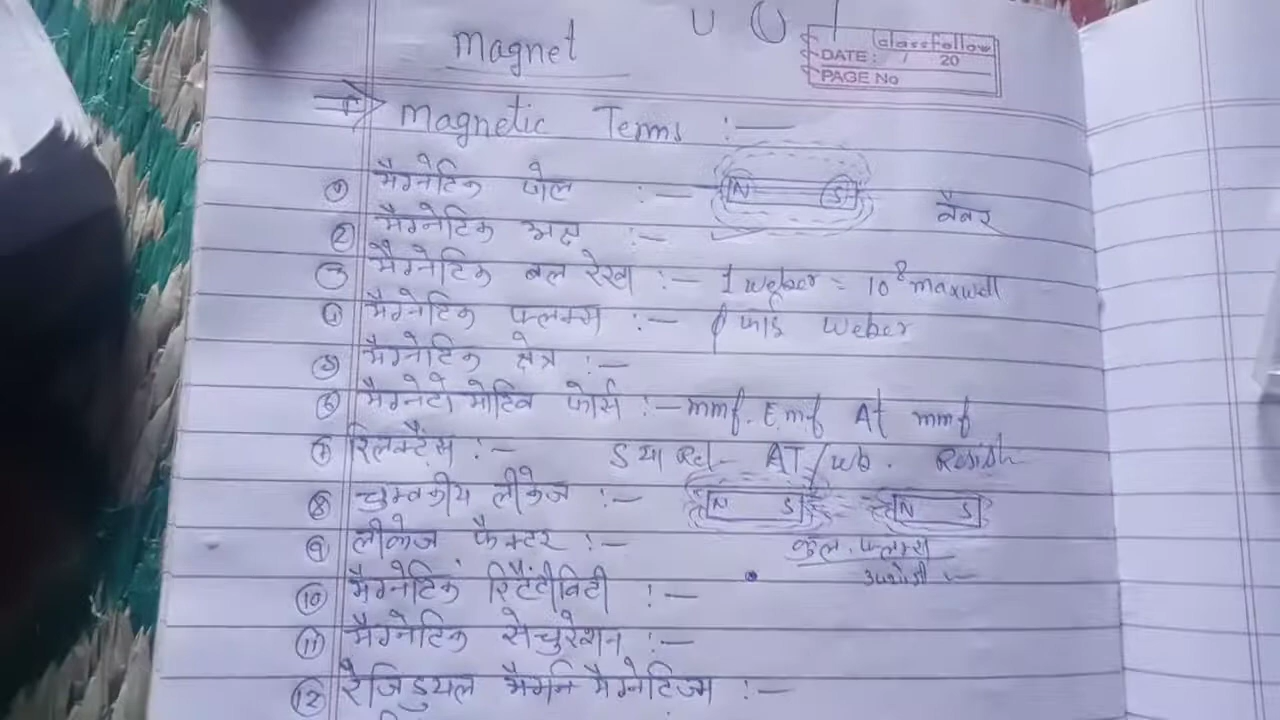 U U
Magnet
classfellow
DATE: / 20
PAGE No
Magnetic Terms :—
① मैग्नेटिक पोल :— N S वैबर
② मैग्नेटिक अक्ष :—
③ मैग्नेटिक बल रेखा :— 1 weber = 10⁸ maxwell
④ मैग्नेटिक फ्लक्स :— ϕ फाई weber
⑤ मैग्नेटिक क्षेत्र :—
⑥ मैग्नेटो मोटिव फोर्स :— mmf. E.m.f At mmf
⑦ रिलक्टैंस :— S या Rel- AT/wb.
⑧ चुम्बकीय लीकेज :— N S N S
⑨ लीकेज फैक्टर :— कुल फ्लक्स
उपयोगी
⑩ मैग्नेटिक रिटैंटीविटी :—
⑪ मैग्नेटिक सेचुरेशन :—
⑫ रैजिडुयल मैगनि मैग्नेटिज्म :—